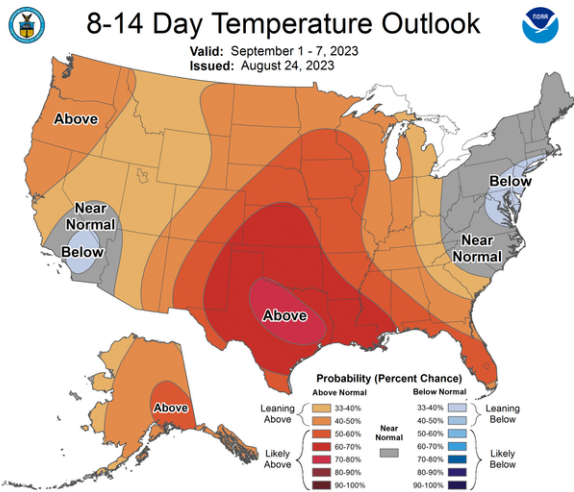 8-14 Day Temperature Outlook
Valid: September 1 - 7, 2023
Issued: August 24, 2023
NOAA
Above
Near
Normal
Below
Below
Near
Normal
Above
Above
Probability (Percent Chance)
Above Normal
Below Normal
Leaning
Above
33-40%
40-50%
Likely
Above
50-60%
60-70%
70-80%
80-90%
90-100%
Near
Normal
33-40%
40-50%
Leaning
Below
50-60%
60-70%
70-80%
80-90%
90-100%
Likely
Below